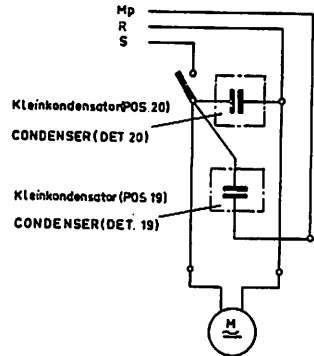 Mp
R
S
Kleinkondensator(POS.20)
CONDENSER(DET 20)
Kleinkondensator(POS 19)
CONDENSER(DET. 19)
M